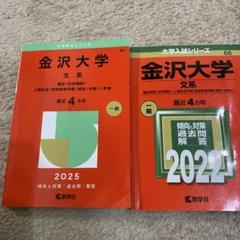 大学入試シリーズ
66
金沢大学
文系
最近4カ年
一般
2025
傾向と対策｜過去問｜解答
教学社
大学入試シリーズ
66
金沢大学
文系
最近4カ年
一般
傾向と対策
過去問
解答
2022
教学社